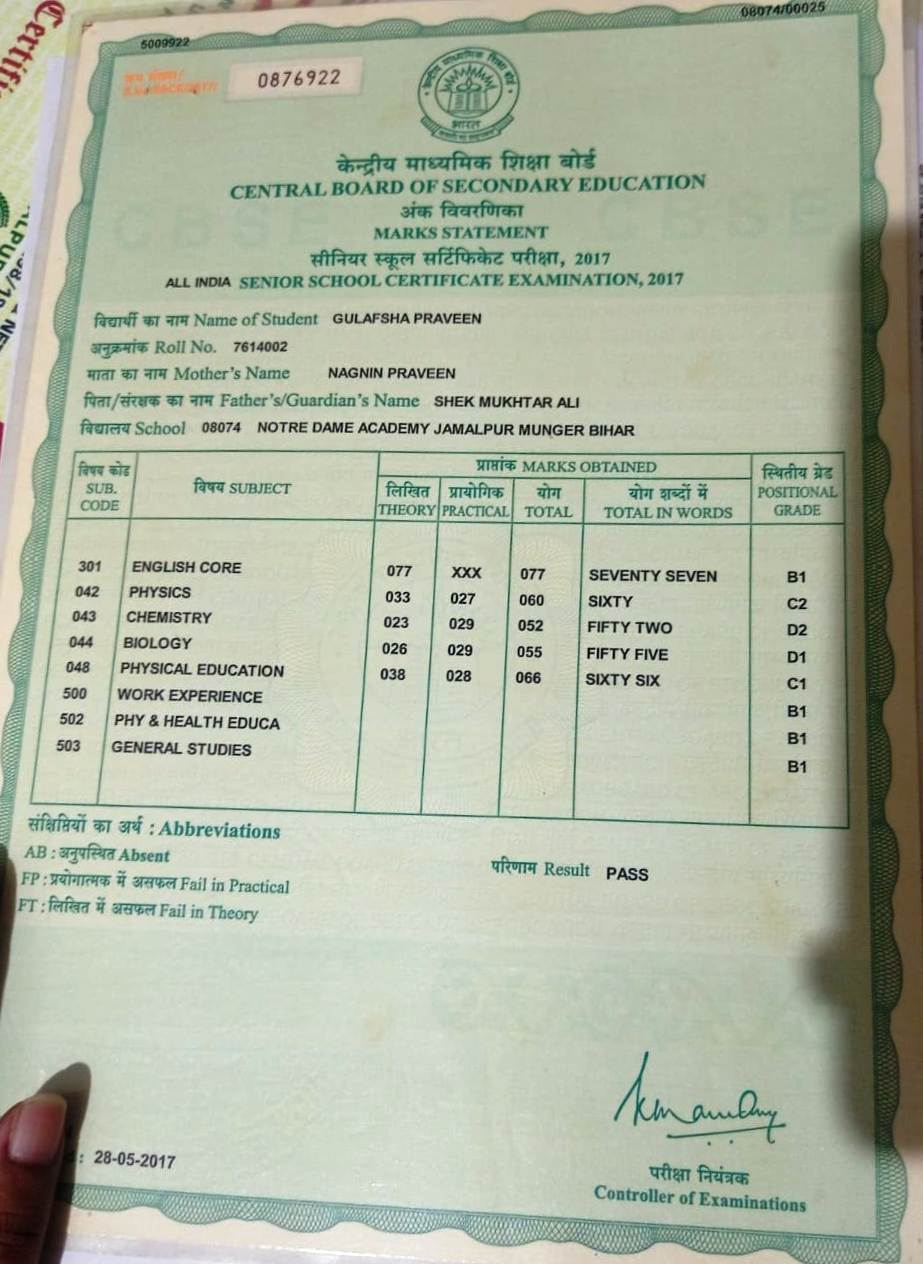 08074/00025
5009922
0876922
भारत
केन्द्रीय माध्यमिक शिक्षा बोर्ड
CENTRAL BOARD OF SECONDARY EDUCATION
अंक विवरणिका
MARKS STATEMENT
सीनियर स्कूल सर्टिफिकेट परीक्षा, 2017
ALL INDIA SENIOR SCHOOL CERTIFICATE EXAMINATION, 2017
विद्यार्थी का नाम Name of Student GULAFSHA PRAVEEN
अनुक्रमांक Roll No. 7614002
माता का नाम Mother's Name NAGNIN PRAVEEN
पिता/संरक्षक का नाम Father's/Guardian's Name SHEK MUKHTAR ALI
विद्यालय School 08074 NOTRE DAME ACADEMY JAMALPUR MUNGER BIHAR
विषय कोड SUB. CODE विषय SUBJECT प्राप्तांक MARKS OBTAINED स्थितीय ग्रेड POSITIONAL GRADE
लिखित THEORY प्रायोगिक PRACTICAL योग TOTAL योग शब्दों में TOTAL IN WORDS
301 ENGLISH CORE 077 XXX 077 SEVENTY SEVEN B1
042 PHYSICS 033 027 060 SIXTY C2
043 CHEMISTRY 023 029 052 FIFTY TWO D2
044 BIOLOGY 026 029 055 FIFTY FIVE D1
048 PHYSICAL EDUCATION 038 028 066 SIXTY SIX C1
500 WORK EXPERIENCE B1
502 PHY & HEALTH EDUCA B1
503 GENERAL STUDIES B1
संक्षिप्तियों का अर्थ : Abbreviations
AB : अनुपस्थित Absent
परिणाम Result PASS
FP : प्रयोगात्मक में असफल Fail in Practical
FT : लिखित में असफल Fail in Theory
: 28-05-2017
परीक्षा नियंत्रक
Controller of Examinations